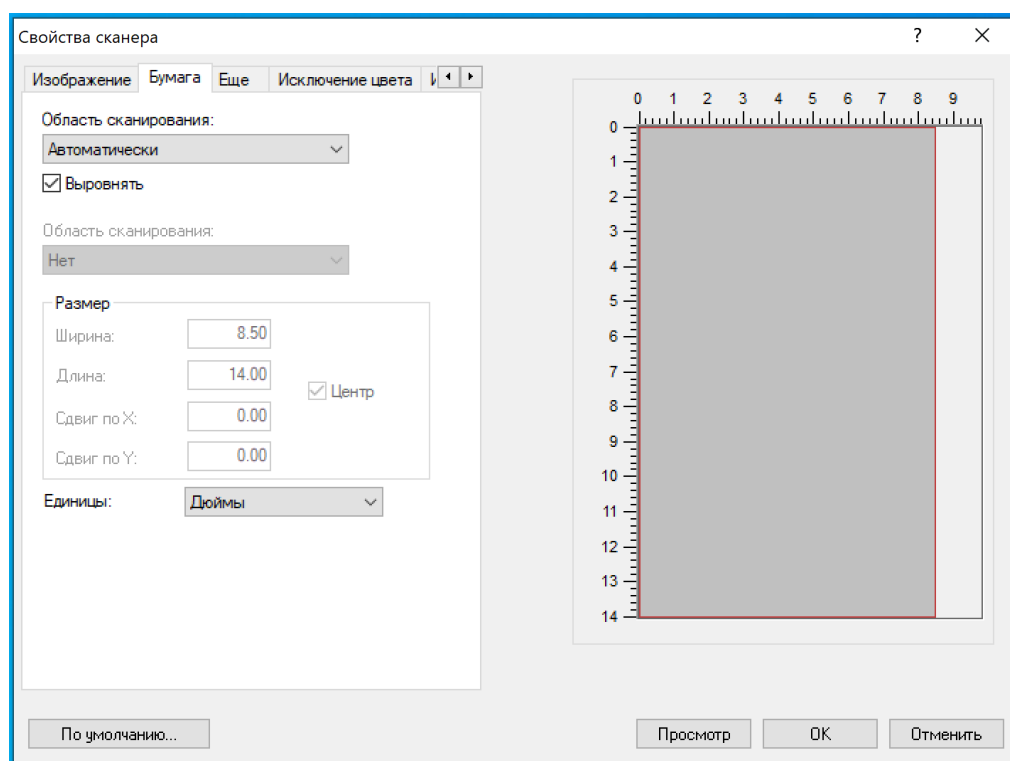 Свойства сканера ? ✕
Изображение Бумага Еще Исключение цвета
Область сканирования:
Автоматически
Выровнять
Область сканирования:
Нет
Размер
Ширина: 8.50
Длина: 14.00
Центр
Сдвиг по X: 0.00
Сдвиг по Y: 0.00
Единицы: Дюймы
0 1 2 3 4 5 6 7 8 9
0
1
2
3
4
5
6
7
8
9
10
11
12
13
14
По умолчанию... Просмотр OK Отменить